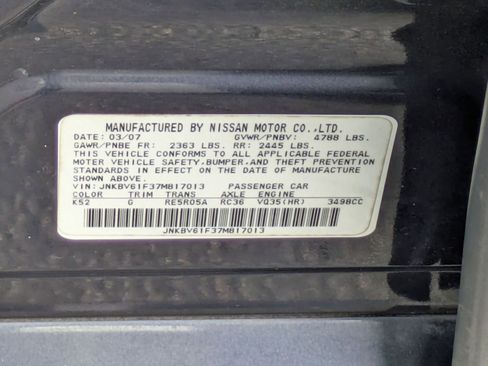 MANUFACTURED BY NISSAN MOTOR CO.,LTD.
DATE: 03/07 GVWR/PNBV: 4788 LBS.
GAWR/PNBE FR: 2363 LBS. RR: 2445 LBS.
THIS VEHICLE CONFORMS TO ALL APPLICABLE FEDERAL
MOTOR VEHICLE SAFETY,BUMPER,AND THEFT PREVENTION
STANDARDS IN EFFECT ON THE DATE OF MANUFACTURE
SHOWN ABOVE.
VIN: JNKBV61F37M817013 PASSENGER CAR
COLOR TRIM TRANS AXLE ENGINE
K52 G RE5R05A RC36 VQ35(HR) 3498CC
JNKBV61F37M817013